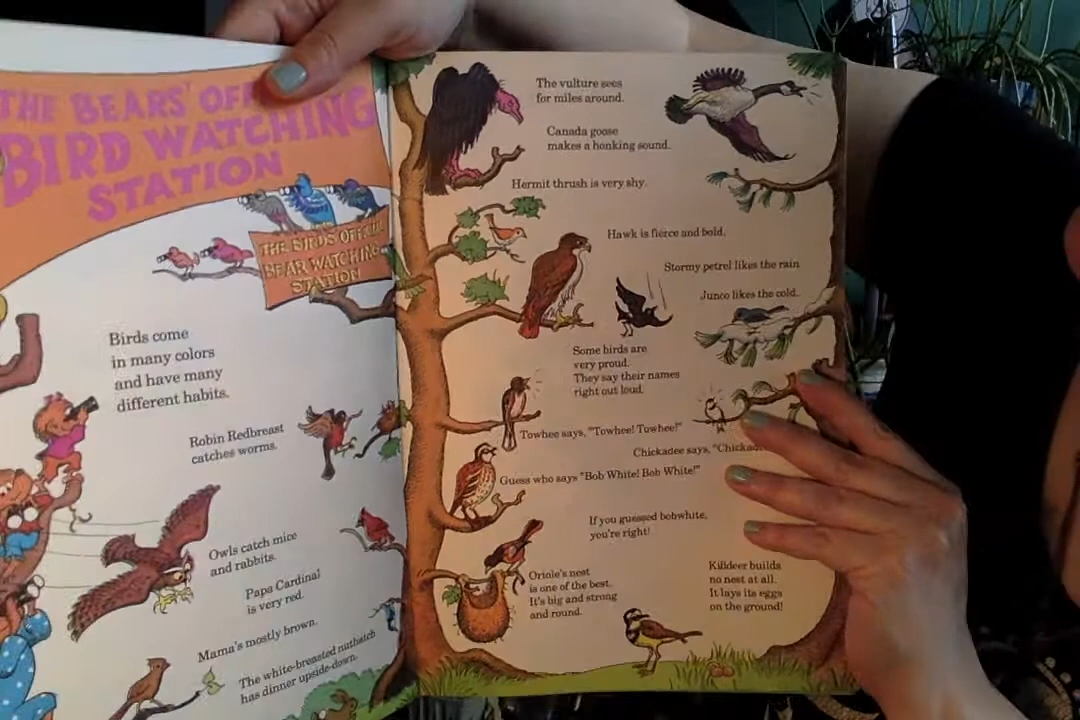 THE BEARS' OFF
BIRD WATCHING
STATION
THE BIRDS OFFICIAL
BEAR WATCHING
STATION
Birds come
in many colors
and have many
different habits.
Robin Redbreast
catches worms.
Owls catch mice
and rabbits.
Papa Cardinal
is very red.
Mama's mostly brown.
The white-breasted nuthatch
has dinner upside-down.
The vulture sees
for miles around.
Canada goose
makes a honking sound.
Hermit thrush is very shy.
Hawk is fierce and bold.
Stormy petrel likes the rain
Junco likes the cold.
Some birds are
very proud.
They say their names
right out loud.
Towhee says, "Towhee! Towhee!"
Chickadee says, "Chickad
Guess who says "Bob White! Bob White!"
If you guessed bobwhite,
you're right!
Oriole's nest
is one of the best.
It's big and strong
and round.
Killdeer builds
no nest at all.
It lays its eggs
on the ground!